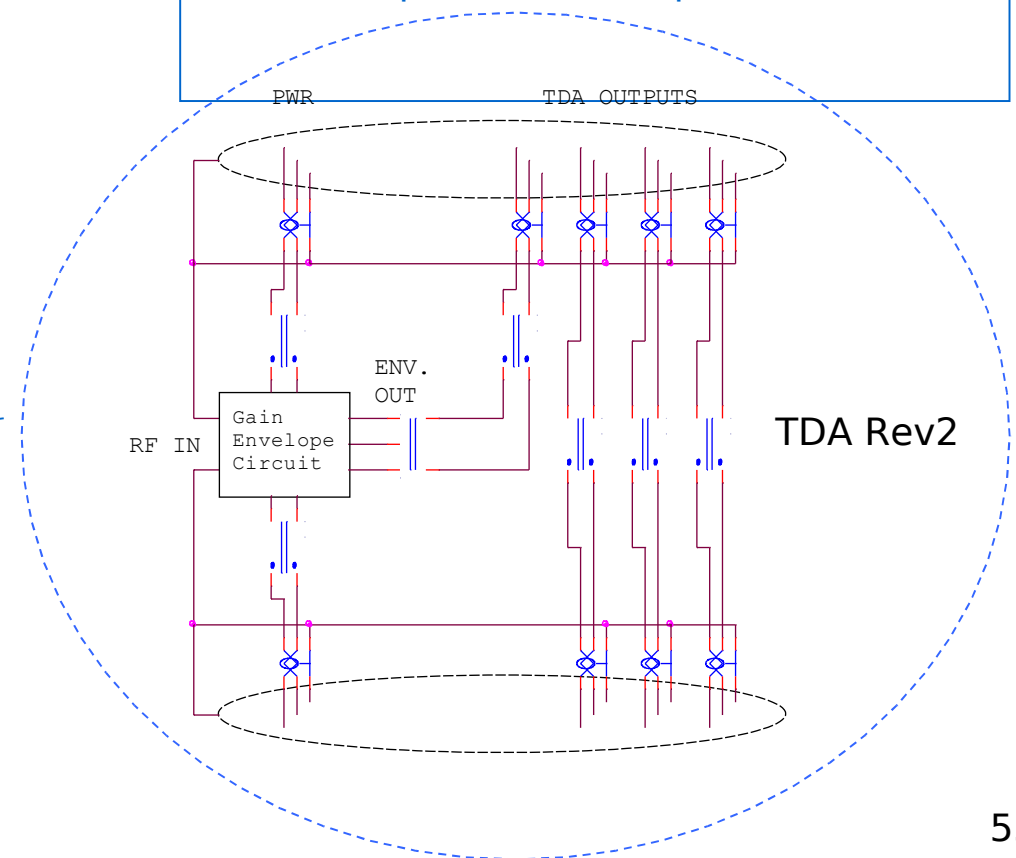 PWR
TDA OUTPUTS
ENV.
OUT
RF IN
Gain
Envelope
Circuit
TDA Rev2
5